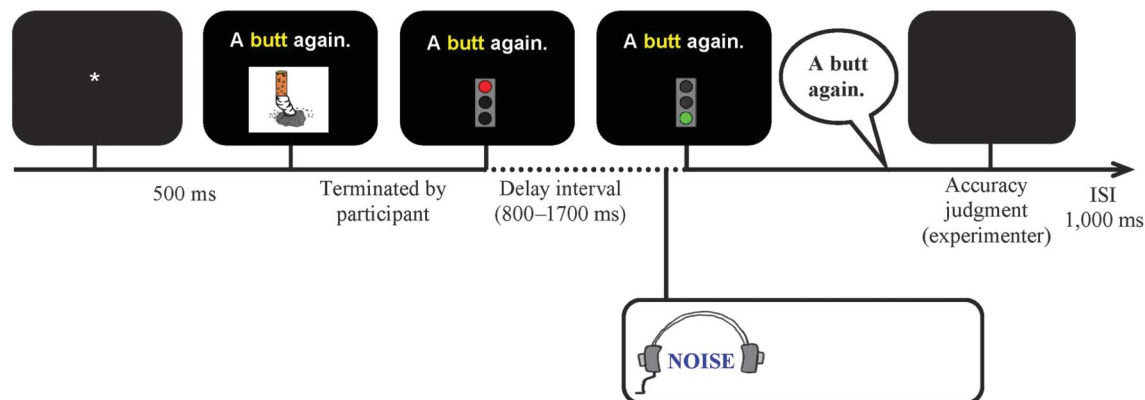 *
A butt again.
A butt again.
A butt again.
A butt
again.
500 ms
Terminated by
participant
Delay interval
(800–1700 ms)
Accuracy
judgment
(experimenter)
ISI
1,000 ms
NOISE